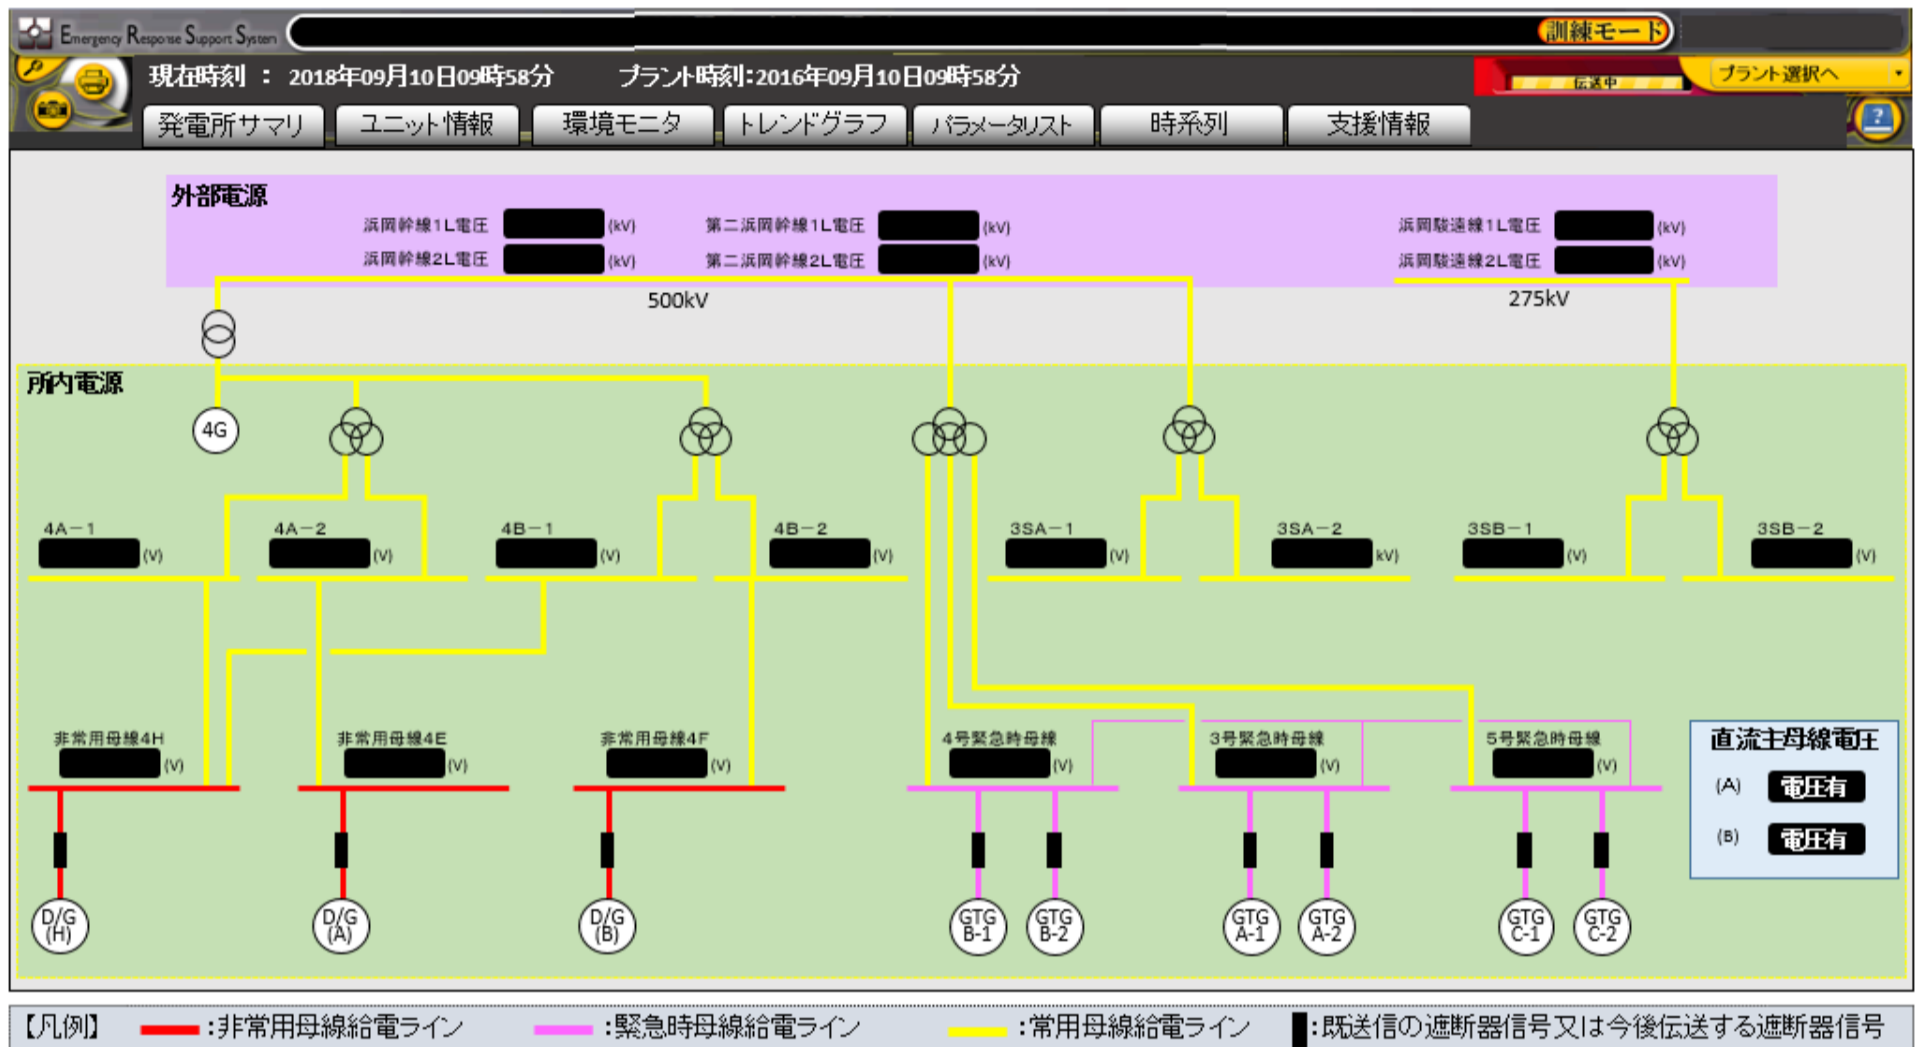 Emergency Response Support System
訓練モード
現在時刻 : 2018年09月10日09時58分 プラント時刻:2016年09月10日09時58分
伝送中
プラント選択へ
発電所サマリ ユニット情報 環境モニタ トレンドグラフ パラメータリスト 時系列 支援情報
?
外部電源
浜岡幹線1L電圧 (kV) 第二浜岡幹線1L電圧 (kV) 浜岡駿遠線1L電圧 (kV)
浜岡幹線2L電圧 (kV) 第二浜岡幹線2L電圧 (kV) 浜岡駿遠線2L電圧 (kV)
500kV 275kV
所内電源
4G
4A-1 4A-2 4B-1 4B-2 3SA-1 3SA-2 3SB-1 3SB-2
(V) (V) (V) (V) (V) kV) (V) (V)
非常用母線4H 非常用母線4E 非常用母線4F 4号緊急時母線 3号緊急時母線 5号緊急時母線
(V) (V) (V) (V) (V) (V)
直流主母線電圧
(A) 電圧有
(B) 電圧有
D/G (H)
D/G (A)
D/G (B)
GTG B-1
GTG B-2
GTG A-1
GTG A-2
GTG C-1
GTG C-2
【凡例】 :非常用母線給電ライン :緊急時母線給電ライン :常用母線給電ライン :既送信の遮断器信号又は今後伝送する遮断器信号